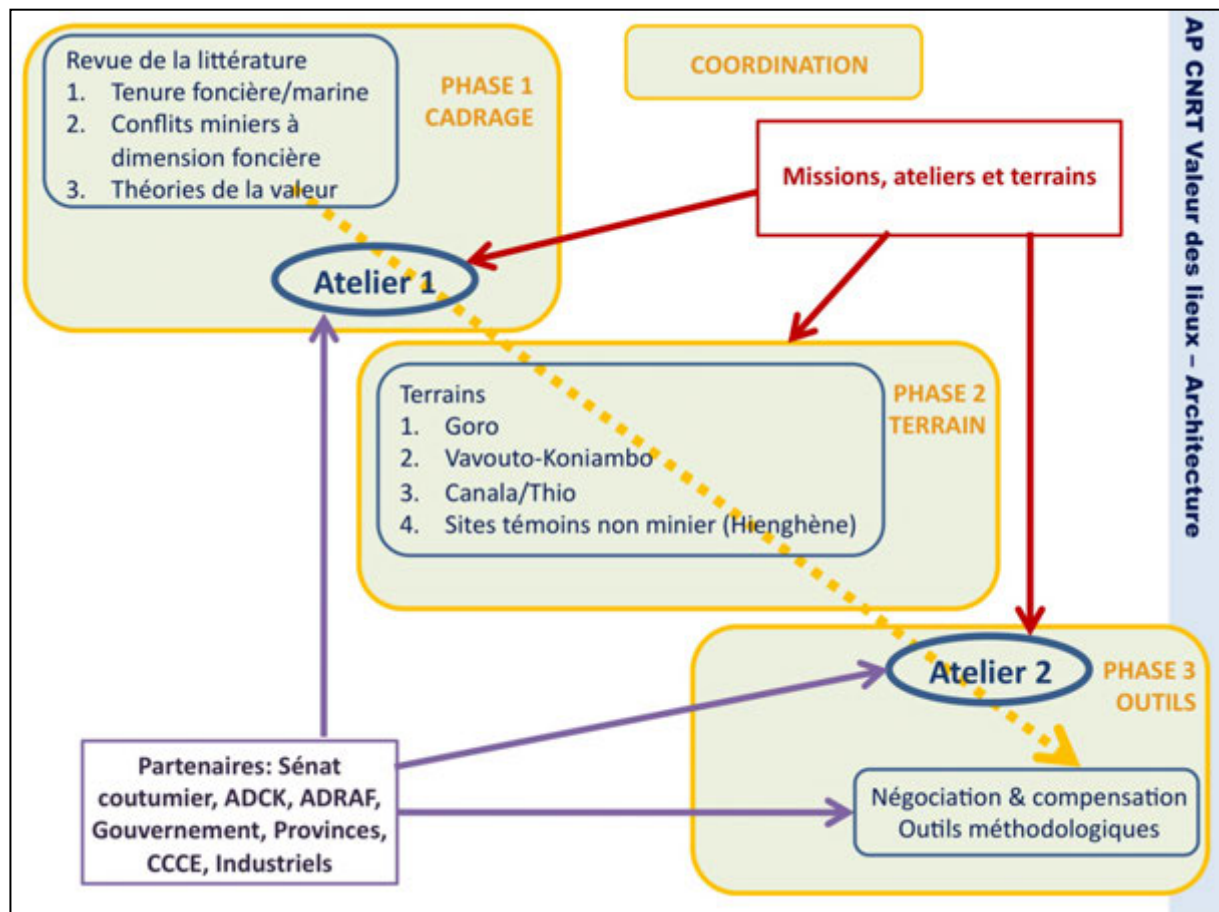 Revue de la littérature
1. Tenure foncière/marine
2. Conflits miniers à
dimension foncière
3. Théories de la valeur
PHASE 1
CADRAGE
COORDINATION
Missions, ateliers et terrains
Atelier 1
Terrains
1. Goro
2. Vavouto-Koniambo
3. Canala/Thio
4. Sites témoins non minier (Hienghène)
PHASE 2
TERRAIN
Atelier 2
PHASE 3
OUTILS
Partenaires: Sénat
coutumier, ADCK, ADRAF,
Gouvernement, Provinces,
CCCE, Industriels
Négociation & compensation
Outils méthodologiques
AP CNRT Valeur des lieux – Architecture